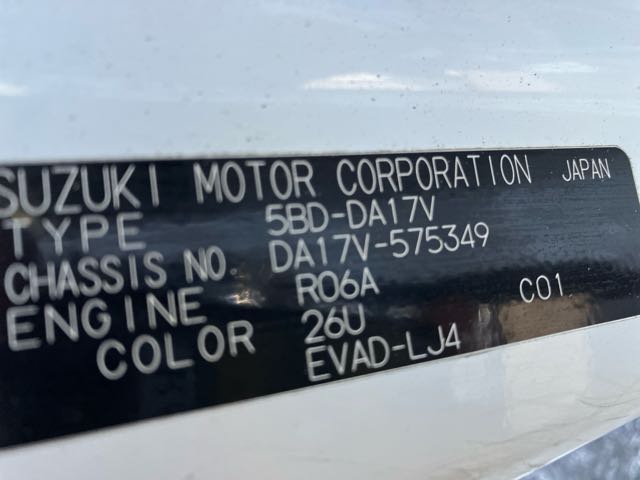 SUZUKI MOTOR CORPORATION JAPAN
TYPE 5BD-DA17V
CHASSIS NO. DA17V-575349
ENGINE R06A C01
COLOR 26U
EVAD-LJ4